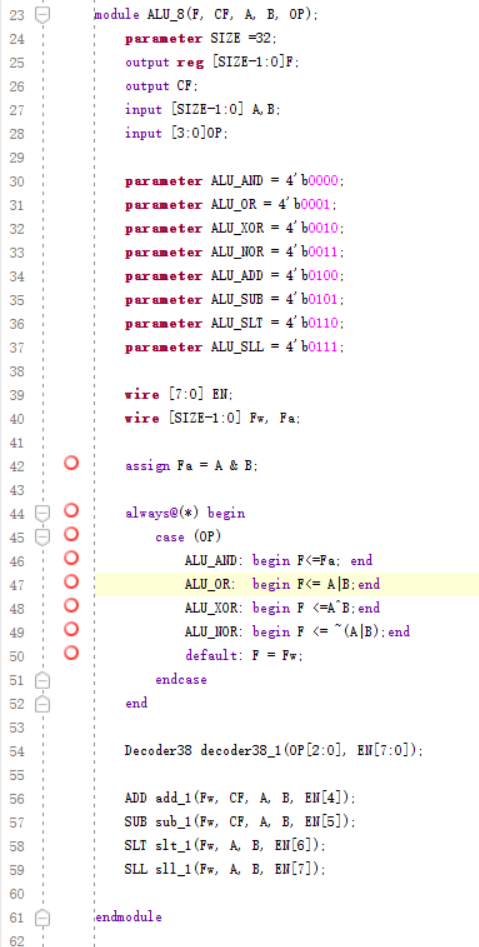 23 module ALU_8(F, CF, A, B, OP);
24 parameter SIZE =32;
25 output reg [SIZE-1:0]F;
26 output CF;
27 input [SIZE-1:0] A,B;
28 input [3:0]OP;
29
30 parameter ALU_AND = 4'b0000;
31 parameter ALU_OR = 4'b0001;
32 parameter ALU_XOR = 4'b0010;
33 parameter ALU_NOR = 4'b0011;
34 parameter ALU_ADD = 4'b0100;
35 parameter ALU_SUB = 4'b0101;
36 parameter ALU_SLT = 4'b0110;
37 parameter ALU_SLL = 4'b0111;
38
39 wire [7:0] EN;
40 wire [SIZE-1:0] Fw, Fa;
41
42 assign Fa = A & B;
43
44 always@(*) begin
45 case (OP)
46 ALU_AND: begin F<=Fa; end
47 ALU_OR: begin F<= A|B;end
48 ALU_XOR: begin F <=A^B;end
49 ALU_NOR: begin F <= ~(A|B);end
50 default: F = Fw;
51 endcase
52 end
53
54 Decoder38 decoder38_1(OP[2:0], EN[7:0]);
55
56 ADD add_1(Fw, CF, A, B, EN[4]);
57 SUB sub_1(Fw, CF, A, B, EN[5]);
58 SLT slt_1(Fw, A, B, EN[6]);
59 SLL sll_1(Fw, A, B, EN[7]);
60
61 endmodule
62